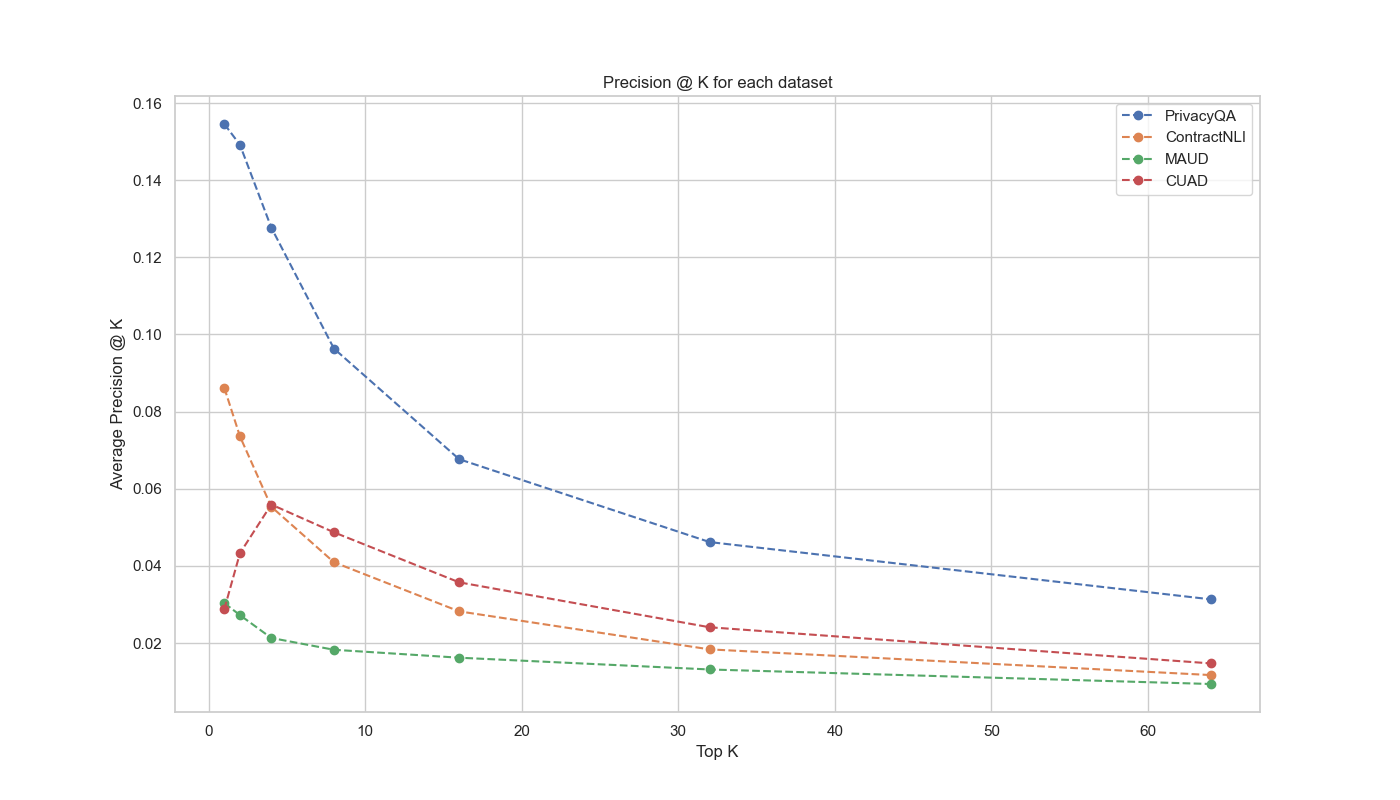 Precision @ K for each dataset
0.16
0.14
0.12
0.10
0.08
0.06
0.04
0.02
Average Precision @ K
PrivacyQA
ContractNLI
MAUD
CUAD
0 10 20 30 40 50 60
Top K